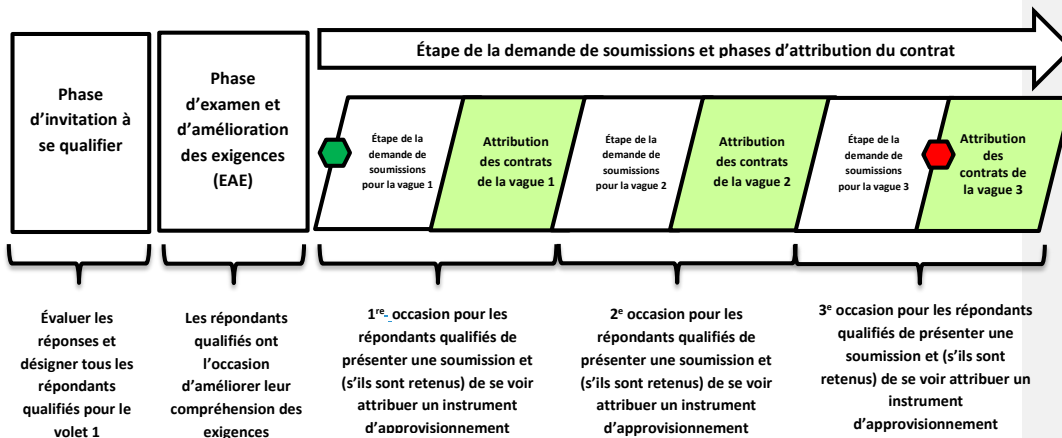 Étape de la demande de soumissions et phases d’attribution du contrat
Phase
d’invitation à
se qualifier
Phase
d’examen et
d’amélioration
des exigences
(EAE)
Étape de la
demande de
soumissions
pour la vague 1
Attribution
des contrats
de la vague 1
Étape de la
demande de
soumissions
pour la vague 2
Attribution
des contrats
de la vague 2
Étape de la
demande de
soumissions
pour la vague 3
Attribution
des
contrats de
la vague 3
Évaluer les
réponses et
désigner tous les
répondants
qualifiés pour le
volet 1
Les répondants
qualifiés ont
l’occasion
d’améliorer leur
compréhension des
exigences
1re- occasion pour les
répondants qualifiés de
présenter une soumission et
(s’ils sont retenus) de se voir
attribuer un instrument
d’approvisionnement
2e occasion pour les
répondants qualifiés de
présenter une soumission et
(s’ils sont retenus) de se voir
attribuer un instrument
d’approvisionnement
3e occasion pour les répondants
qualifiés de présenter une
soumission et (s’ils sont
retenus) de se voir attribuer un
instrument
d’approvisionnement